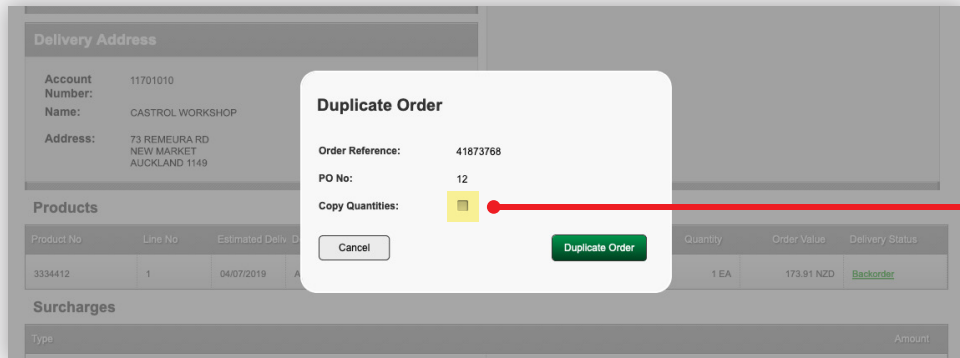 Delivery Address
Account Number: 11701010
Name: CASTROL WORKSHOP
Address: 73 REMEURA RD
NEW MARKET
AUCKLAND 1149
Duplicate Order
Order Reference: 41873768
PO No: 12
Copy Quantities:
Cancel Duplicate Order
Products
Product No Line No Estimated Deliv Quantity Order Value Delivery Status
3334412 1 04/07/2019 A 1 EA 173.91 NZD Backorder
Surcharges
Type Amount